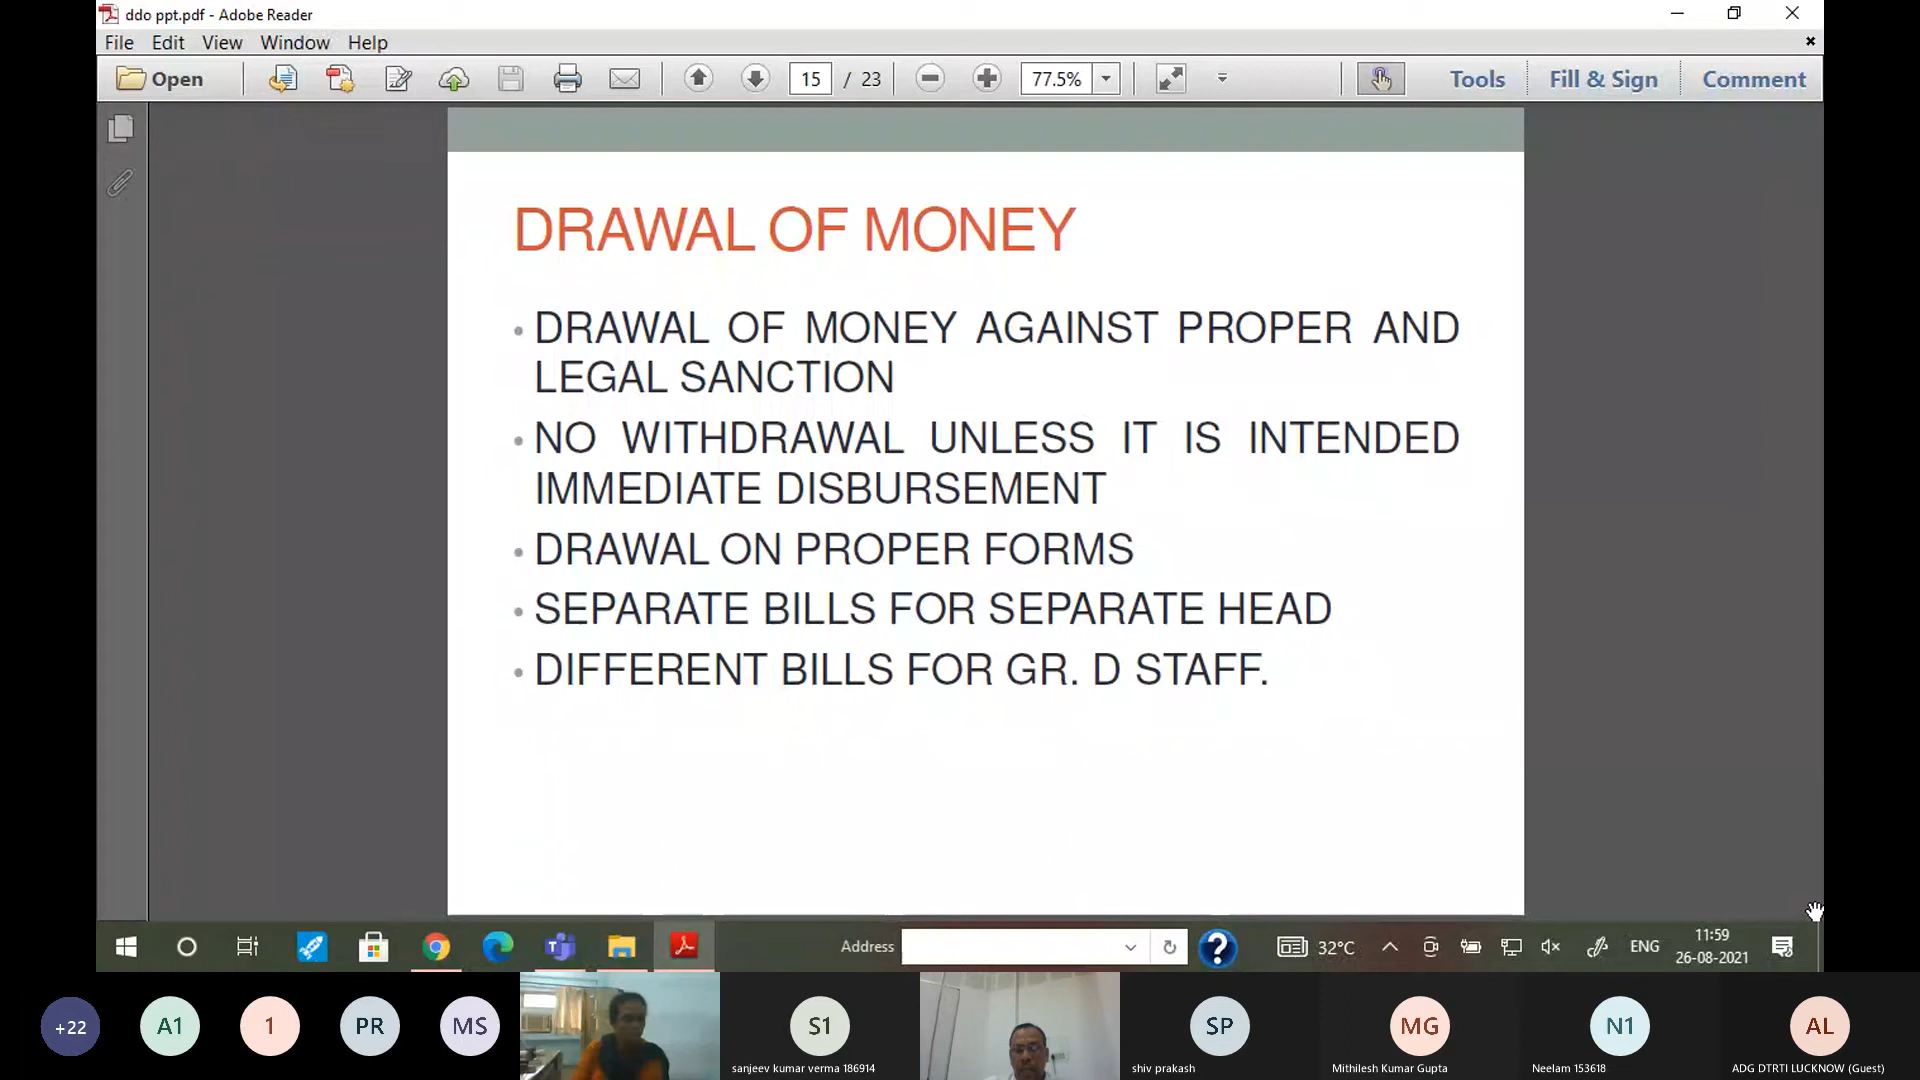 ddo ppt.pdf - Adobe Reader
File Edit View Window Help
Open 15 / 23 77.5% Tools Fill & Sign Comment
DRAWAL OF MONEY
• DRAWAL OF MONEY AGAINST PROPER AND
LEGAL SANCTION
• NO WITHDRAWAL UNLESS IT IS INTENDED
IMMEDIATE DISBURSEMENT
• DRAWAL ON PROPER FORMS
• SEPARATE BILLS FOR SEPARATE HEAD
• DIFFERENT BILLS FOR GR. D STAFF.
Address 32°C ENG 11:59
26-08-2021
+22 A1 1 PR MS S1 SP MG N1 AL
sanjeev kumar verma 186914 shiv prakash Mithilesh Kumar Gupta Neelam 153618 ADG DTRTI LUCKNOW (Guest)